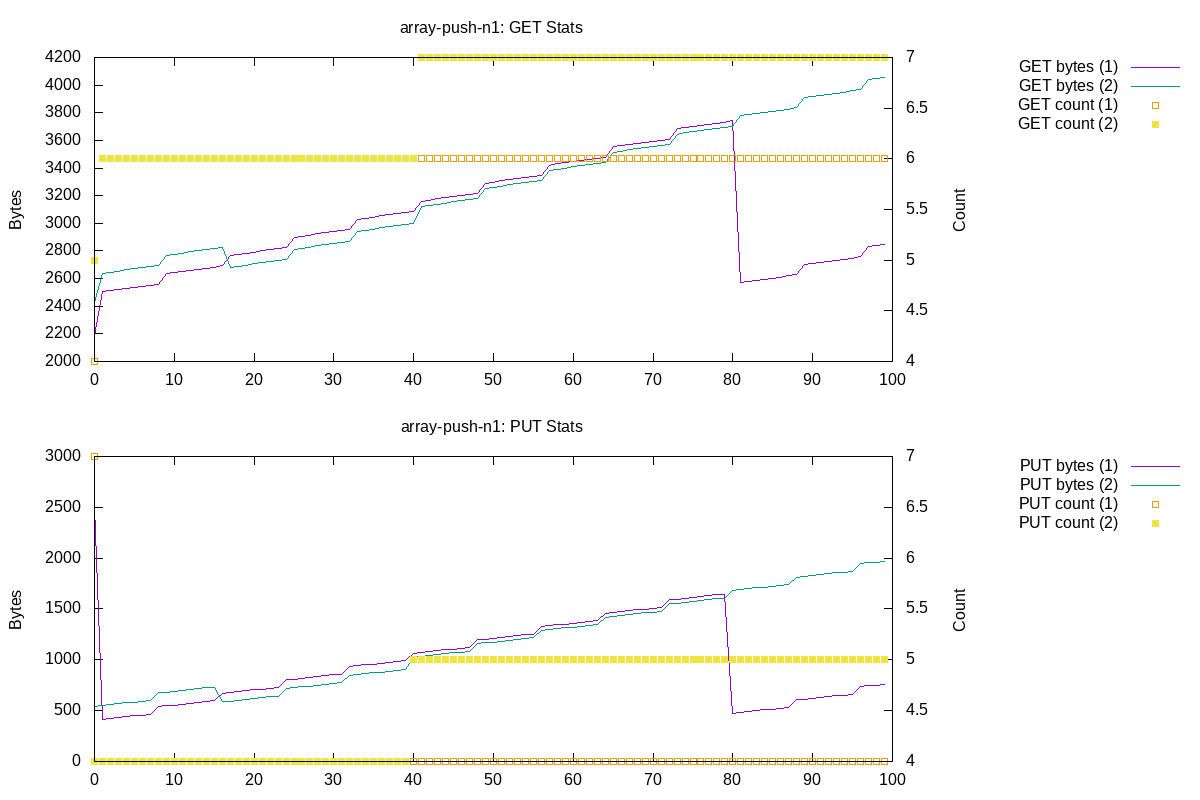 array-push-n1: GET Stats
4200
4000
3800
3600
3400
3200
3000
2800
2600
2400
2200
2000
Bytes
7
6.5
6
5.5
5
4.5
4
Count
0 10 20 30 40 50 60 70 80 90 100
GET bytes (1)
GET bytes (2)
GET count (1)
GET count (2)
array-push-n1: PUT Stats
3000
2500
2000
1500
1000
500
0
Bytes
7
6.5
6
5.5
5
4.5
4
Count
0 10 20 30 40 50 60 70 80 90 100
PUT bytes (1)
PUT bytes (2)
PUT count (1)
PUT count (2)